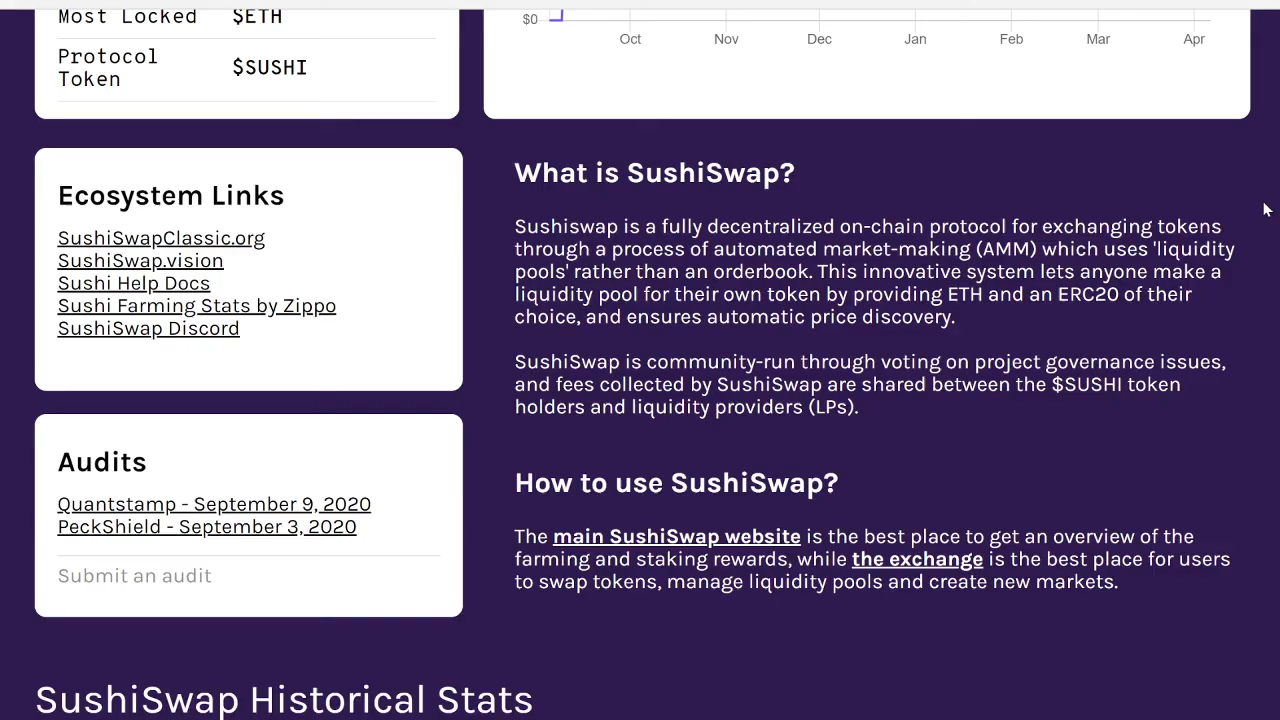 Most Locked $ETH
Protocol
Token
$SUSHI
$0
Oct Nov Dec Jan Feb Mar Apr
Ecosystem Links
SushiSwapClassic.org
SushiSwap.vision
Sushi Help Docs
Sushi Farming Stats by Zippo
SushiSwap Discord
Audits
Quantstamp - September 9, 2020
PeckShield - September 3, 2020
Submit an audit
What is SushiSwap?
Sushiswap is a fully decentralized on-chain protocol for exchanging tokens
through a process of automated market-making (AMM) which uses 'liquidity
pools' rather than an orderbook. This innovative system lets anyone make a
liquidity pool for their own token by providing ETH and an ERC20 of their
choice, and ensures automatic price discovery.
SushiSwap is community-run through voting on project governance issues,
and fees collected by SushiSwap are shared between the $SUSHI token
holders and liquidity providers (LPs).
How to use SushiSwap?
The main SushiSwap website is the best place to get an overview of the
farming and staking rewards, while the exchange is the best place for users
to swap tokens, manage liquidity pools and create new markets.
SushiSwap Historical Stats